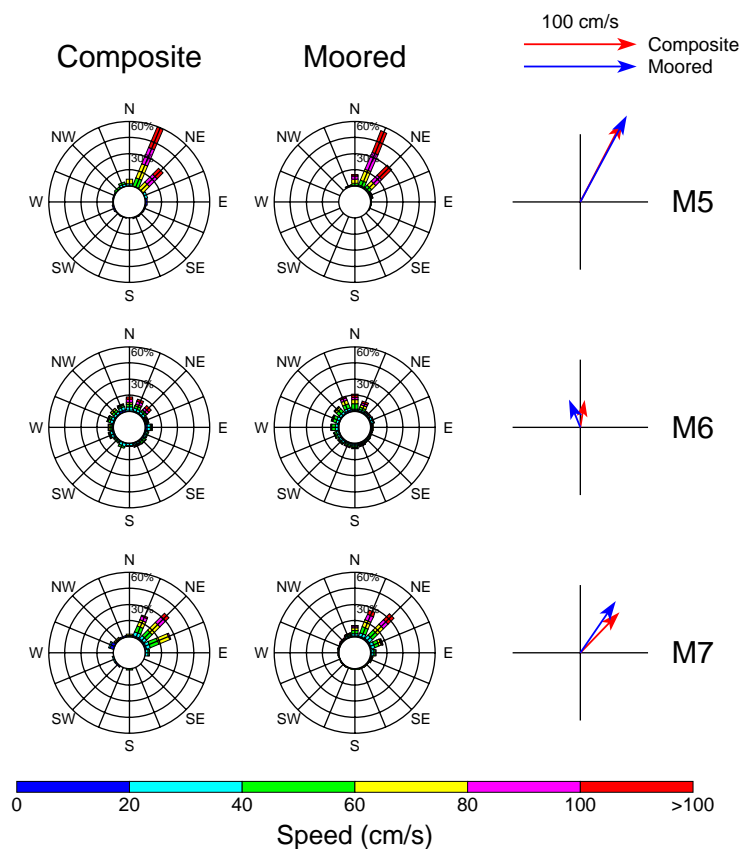 100 cm/s
Composite
Moored
Composite
Moored
N
NW
NE
60%
30%
W
E
SW
SE
S
N
NW
NE
60%
30%
W
E
SW
SE
S
M5
N
NW
NE
60%
30%
W
E
SW
SE
S
N
NW
NE
60%
30%
W
E
SW
SE
S
M6
N
NW
NE
60%
30%
W
E
SW
SE
S
N
NW
NE
60%
30%
W
E
SW
SE
S
M7
0 20 40 60 80 100 >100
Speed (cm/s)